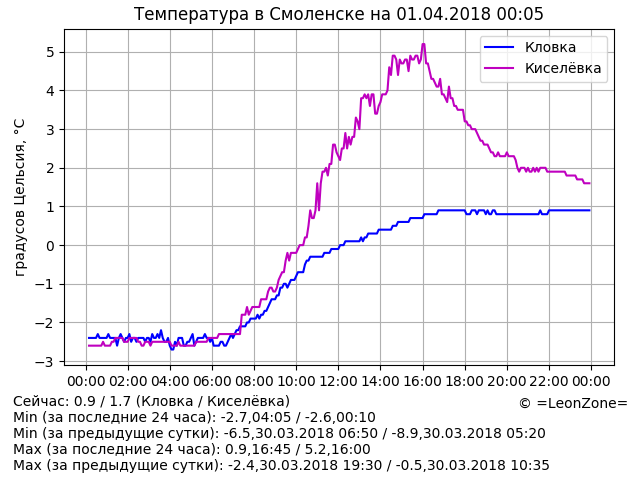 Температура в Смоленске на 01.04.2018 00:05
градусов Цельсия, °C
5
4
3
2
1
0
−1
−2
−3
Кловка
Киселёвка
00:00 02:00 04:00 06:00 08:00 10:00 12:00 14:00 16:00 18:00 20:00 22:00 00:00
Сейчас: 0.9 / 1.7 (Кловка / Киселёвка)
© =LeonZone=
Min (за последние 24 часа): -2.7,04:05 / -2.6,00:10
Min (за предыдущие сутки): -6.5,30.03.2018 06:50 / -8.9,30.03.2018 05:20
Max (за последние 24 часа): 0.9,16:45 / 5.2,16:00
Max (за предыдущие сутки): -2.4,30.03.2018 19:30 / -0.5,30.03.2018 10:35